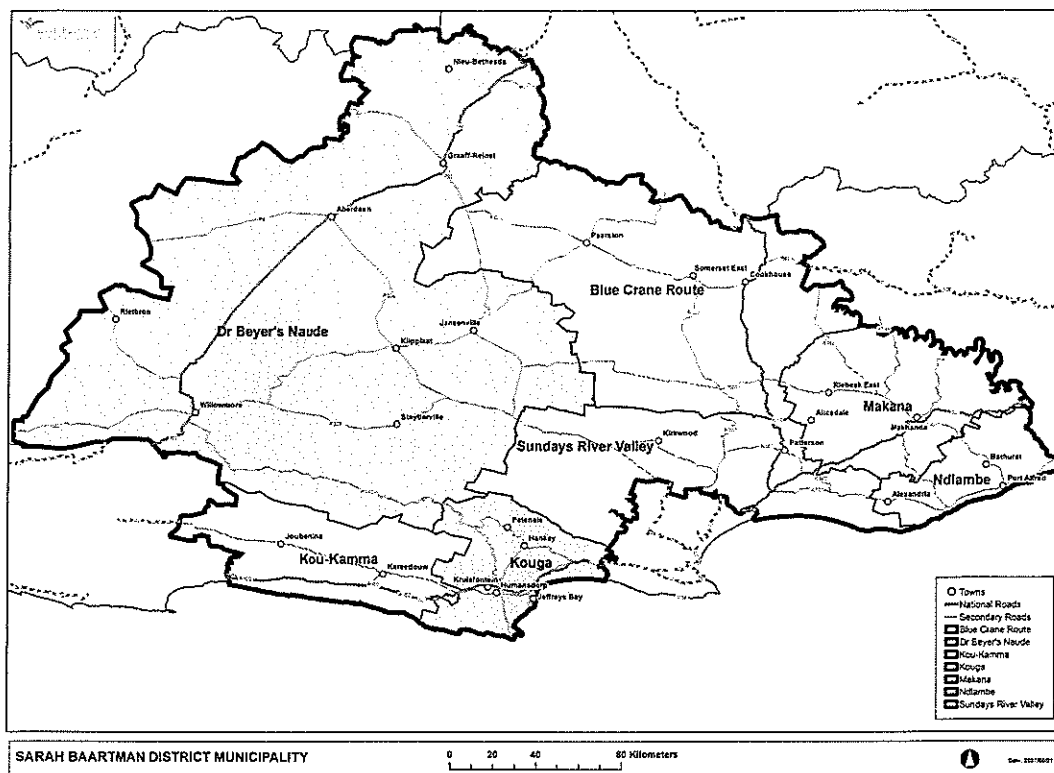 Nieu-Bethesda
Graaff-Reinet
Aberdeen
Pearston
Somerset East
Cookhouse
Blue Crane Route
Rietbron
Dr Beyer's Naude
Jansenville
Klipplaat
Riebeek East
Makana
Willowmore
Steytlerville
Alicedale
Makhanda
Kirkwood
Sundays River Valley
Patterson
Bathurst
Ndlambe
Port Alfred
Alexandria
Patensie
Joubertina
Hankey
Kou-Kamma
Kouga
Kareedouw
Kruisfontein
Humansdorp
Jeffreys Bay
Towns
National Roads
Secondary Roads
Blue Crane Route
Dr Beyer's Naude
Kou-Kamma
Kouga
Makana
Ndlambe
Sundays River Valley
SARAH BAARTMAN DISTRICT MUNICIPALITY
0 20 40 80 Kilometers